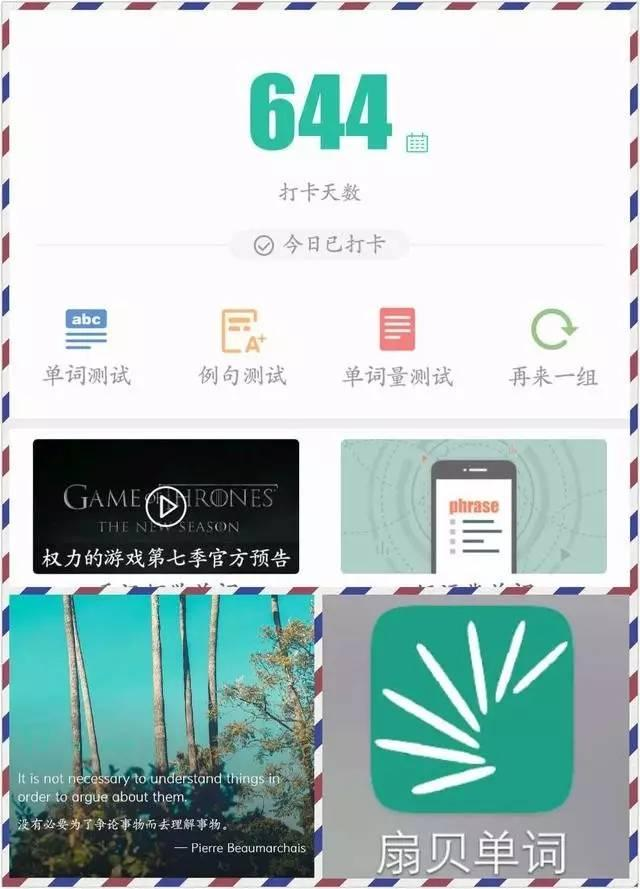 644
打卡天数
今日已打卡
abc
A+
单词测试
例句测试
单词量测试
再来一组
GAME OF THRONES
THE NEW SEASON
权力的游戏第七季官方预告
phrase
It is not necessary to understand things in
order to argue about them.
没有必要为了争论事物而去理解事物。
— Pierre Beaumarchais
扇贝单词